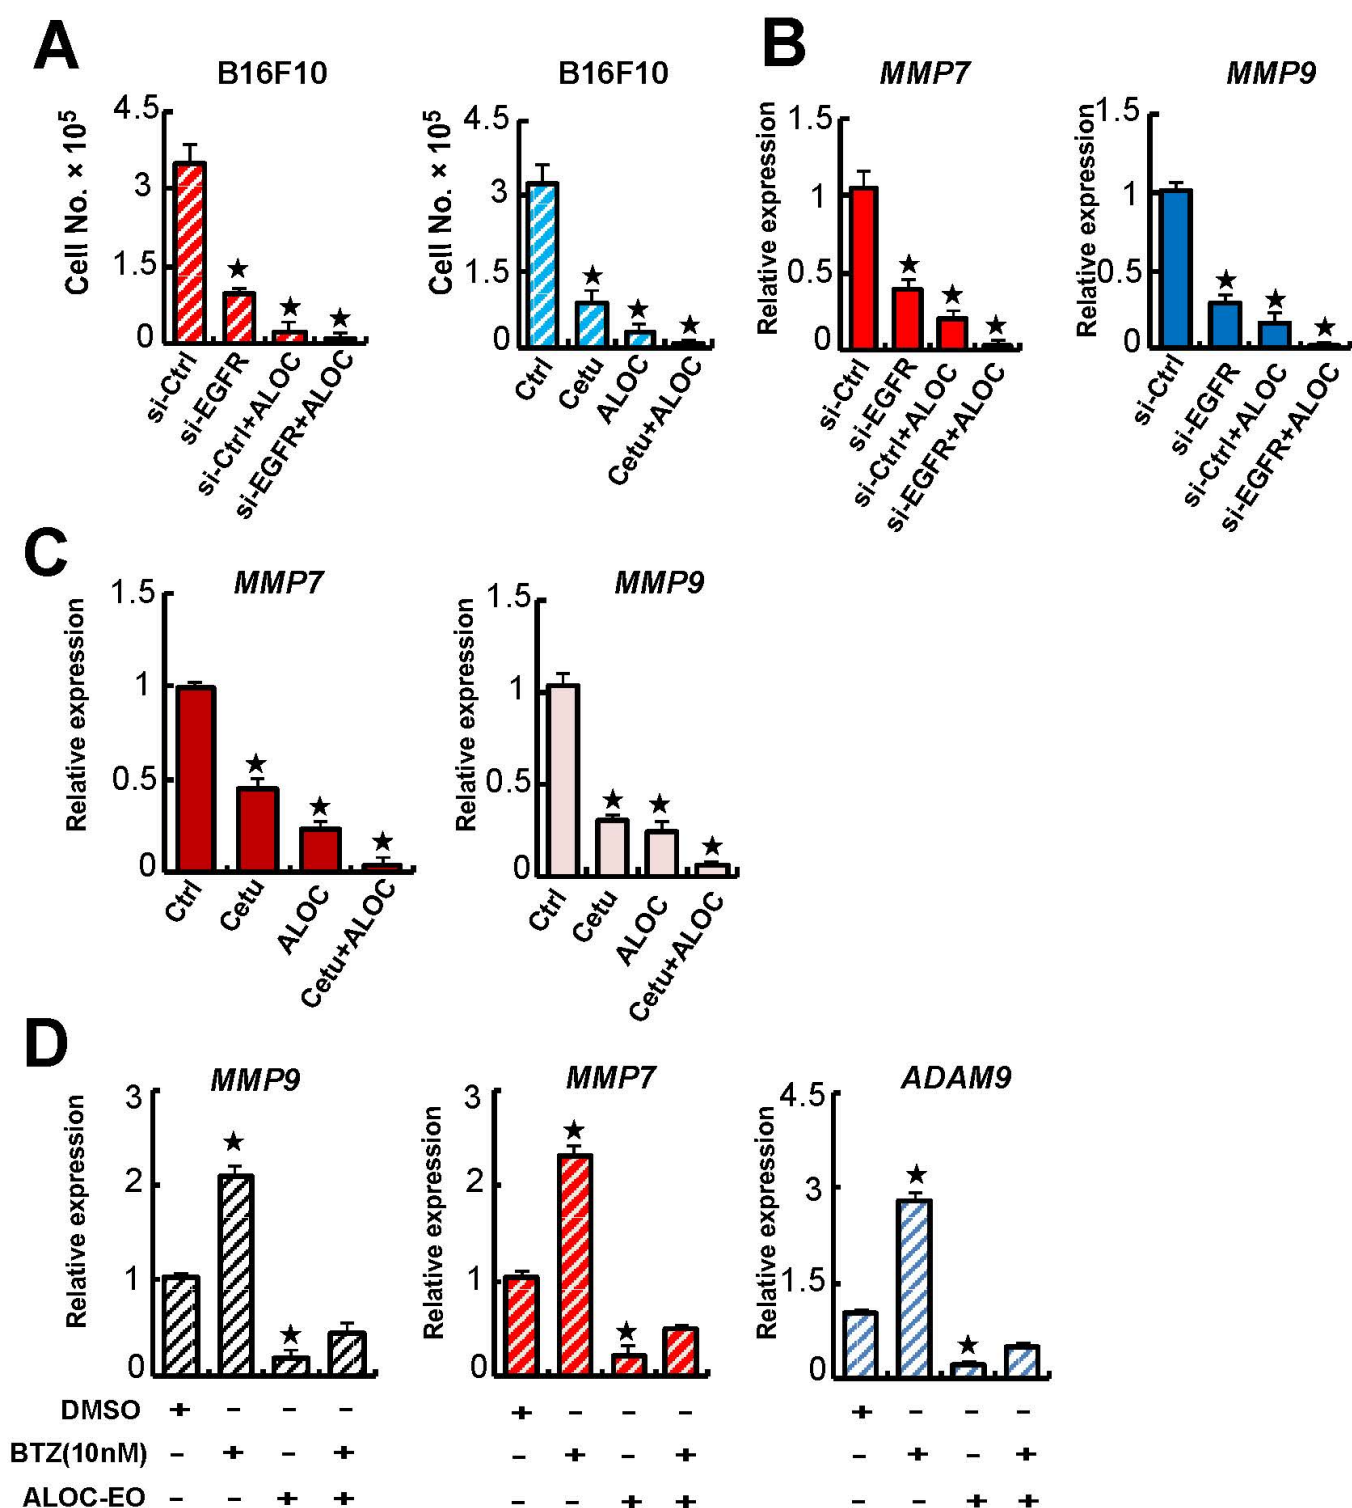 A
B16F10
Cell No. × 10⁵
4.5
3
1.5
0
★
★
★
si-Ctrl
si-EGFR
si-Ctrl+ALOC
si-EGFR+ALOC
B16F10
Cell No. × 10⁵
4.5
3
1.5
0
★
★
★
Ctrl
Cetu
ALOC
Cetu+ALOC
B
MMP7
Relative expression
1.5
1
0.5
0
★
★
★
si-Ctrl
si-EGFR
si-Ctrl+ALOC
si-EGFR+ALOC
MMP9
Relative expression
1.5
1
0.5
0
★
★
★
si-Ctrl
si-EGFR
si-Ctrl+ALOC
si-EGFR+ALOC
C
MMP7
Relative expression
1.5
1
0.5
0
★
★
★
Ctrl
Cetu
ALOC
Cetu+ALOC
MMP9
Relative expression
1.5
1
0.5
0
★
★
★
Ctrl
Cetu
ALOC
Cetu+ALOC
D
MMP9
Relative expression
3
2
1
0
★
★
MMP7
Relative expression
3
2
1
0
★
★
ADAM9
Relative expression
4.5
3
1.5
0
★
★
DMSO + – – – + – – – + – – –
BTZ(10nM) – + – + – + – + – + – +
ALOC-EO – – + + – – + + – – + +